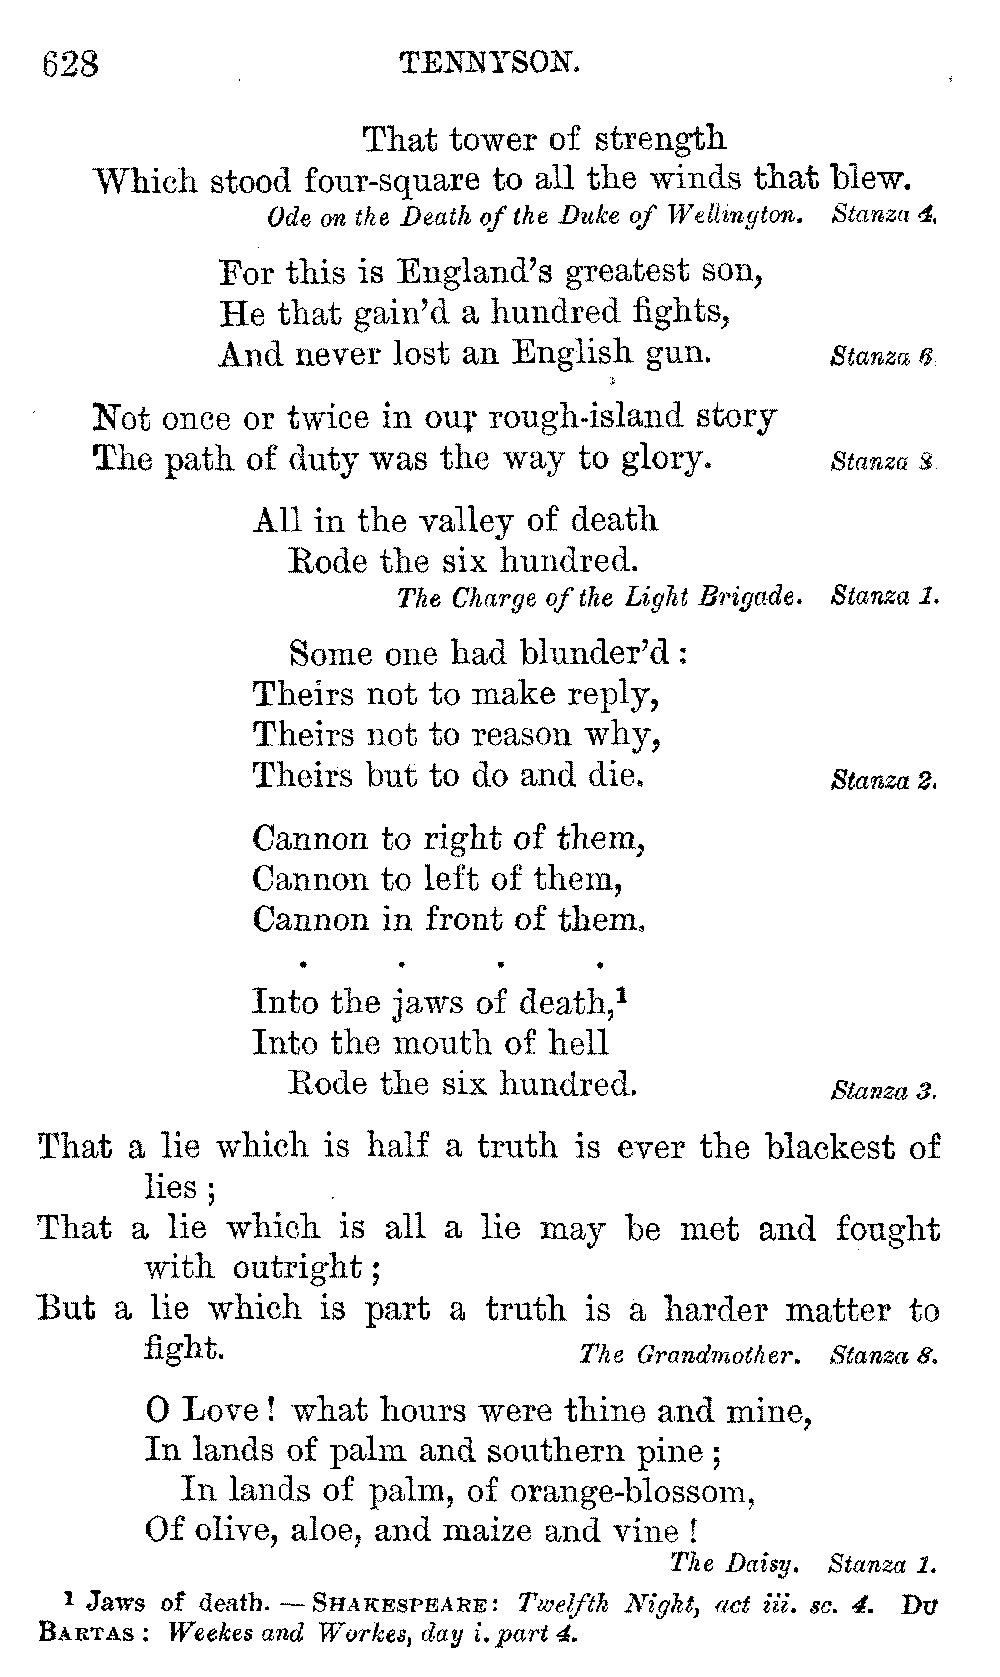 628 TENNYSON.
That tower of strength
Which stood four-square to all the winds that blew.
Ode on the Death of the Duke of Wellington. Stanza 4.
For this is England's greatest son,
He that gain'd a hundred fights,
And never lost an English gun. Stanza 6.
Not once or twice in our rough-island story
The path of duty was the way to glory. Stanza 8.
All in the valley of death
Rode the six hundred.
The Charge of the Light Brigade. Stanza 1.
Some one had blunder'd :
Theirs not to make reply,
Theirs not to reason why,
Theirs but to do and die. Stanza 2.
Cannon to right of them,
Cannon to left of them,
Cannon in front of them.
. . . .
Into the jaws of death,¹
Into the mouth of hell
Rode the six hundred. Stanza 3.
That a lie which is half a truth is ever the blackest of
lies ;
That a lie which is all a lie may be met and fought
with outright ;
But a lie which is part a truth is a harder matter to
fight. The Grandmother. Stanza 8.
O Love ! what hours were thine and mine,
In lands of palm and southern pine ;
In lands of palm, of orange-blossom,
Of olive, aloe, and maize and vine !
The Daisy. Stanza 1.
¹ Jaws of death. — SHAKESPEARE: Twelfth Night, act iii. sc. 4. DU
BARTAS : Weekes and Workes, day i. part 4.